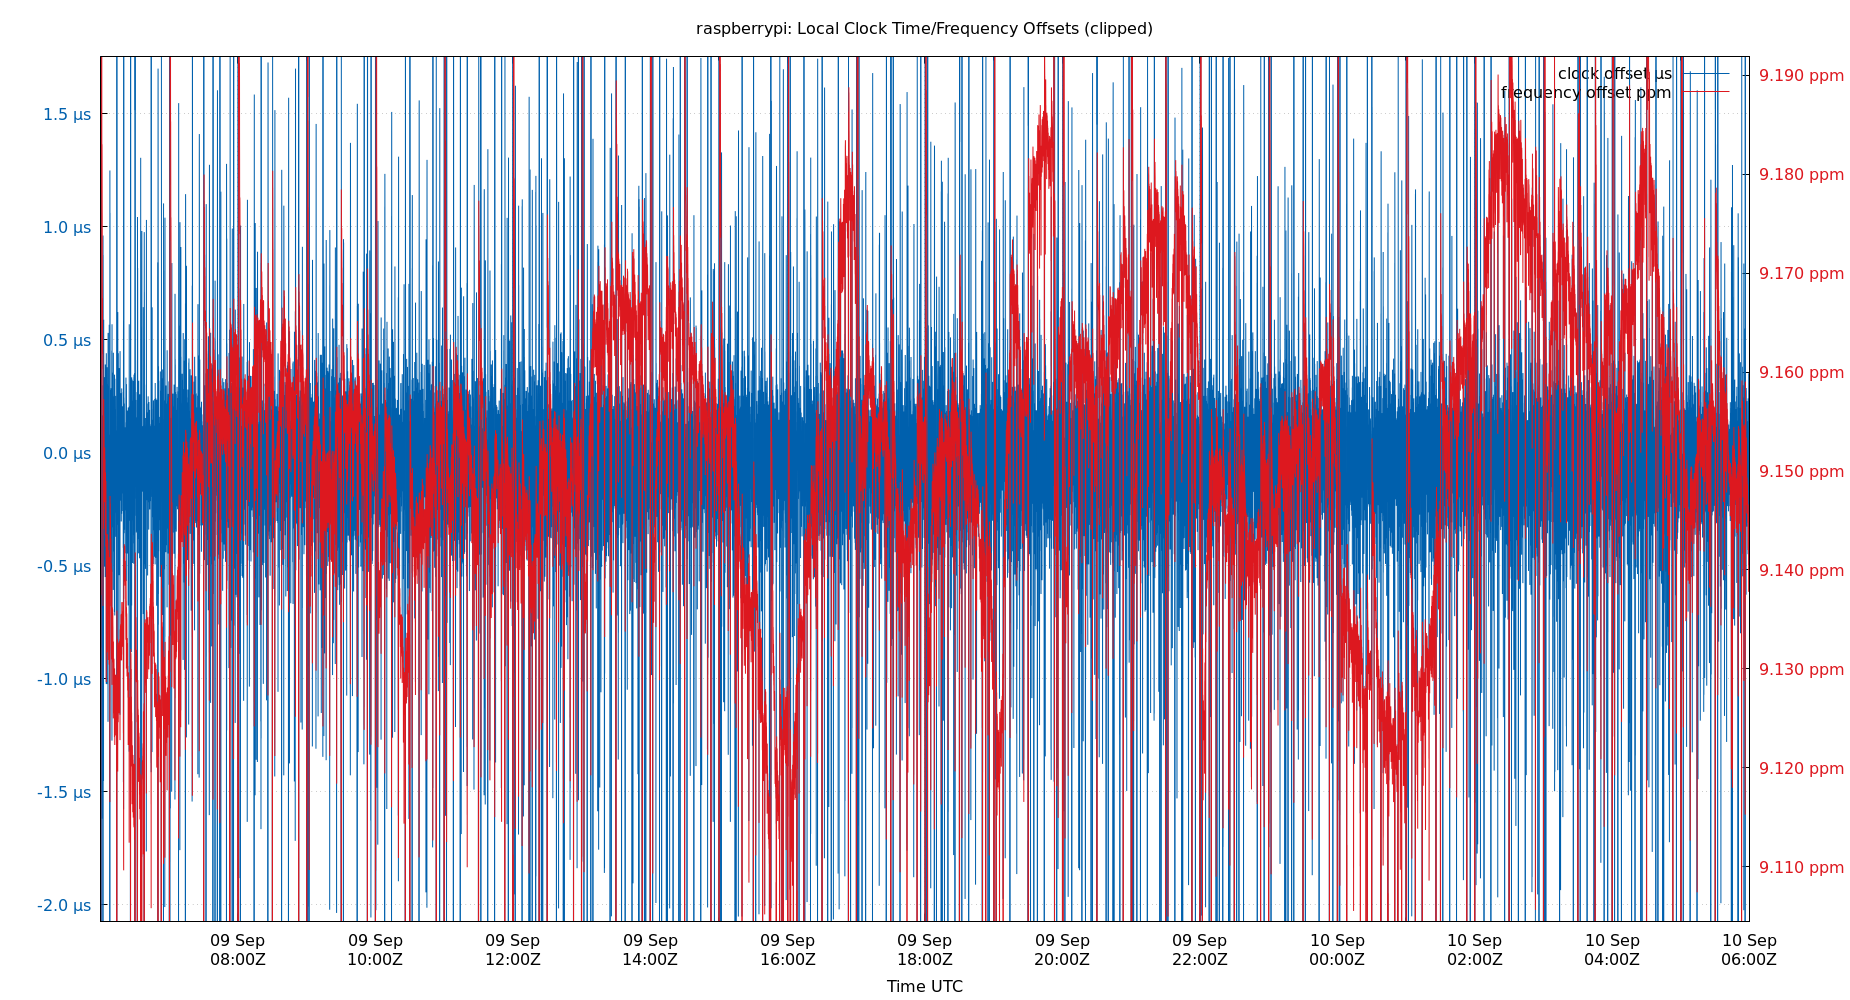 raspberrypi: Local Clock Time/Frequency Offsets (clipped)
clock offset µs
frequency offset ppm
1.5 µs
1.0 µs
0.5 µs
0.0 µs
-0.5 µs
-1.0 µs
-1.5 µs
-2.0 µs
9.190 ppm
9.180 ppm
9.170 ppm
9.160 ppm
9.150 ppm
9.140 ppm
9.130 ppm
9.120 ppm
9.110 ppm
09 Sep 09 Sep 09 Sep 09 Sep 09 Sep 09 Sep 09 Sep 09 Sep 10 Sep 10 Sep 10 Sep 10 Sep
08:00Z 10:00Z 12:00Z 14:00Z 16:00Z 18:00Z 20:00Z 22:00Z 00:00Z 02:00Z 04:00Z 06:00Z
Time UTC